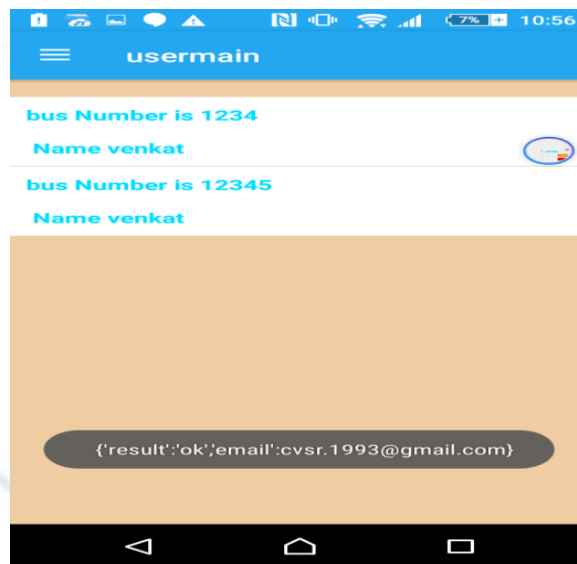 7% 10:56
usermain
bus Number is 1234
Name venkat
bus Number is 12345
Name venkat
{'result':'ok','email':cvsr.1993@gmail.com}